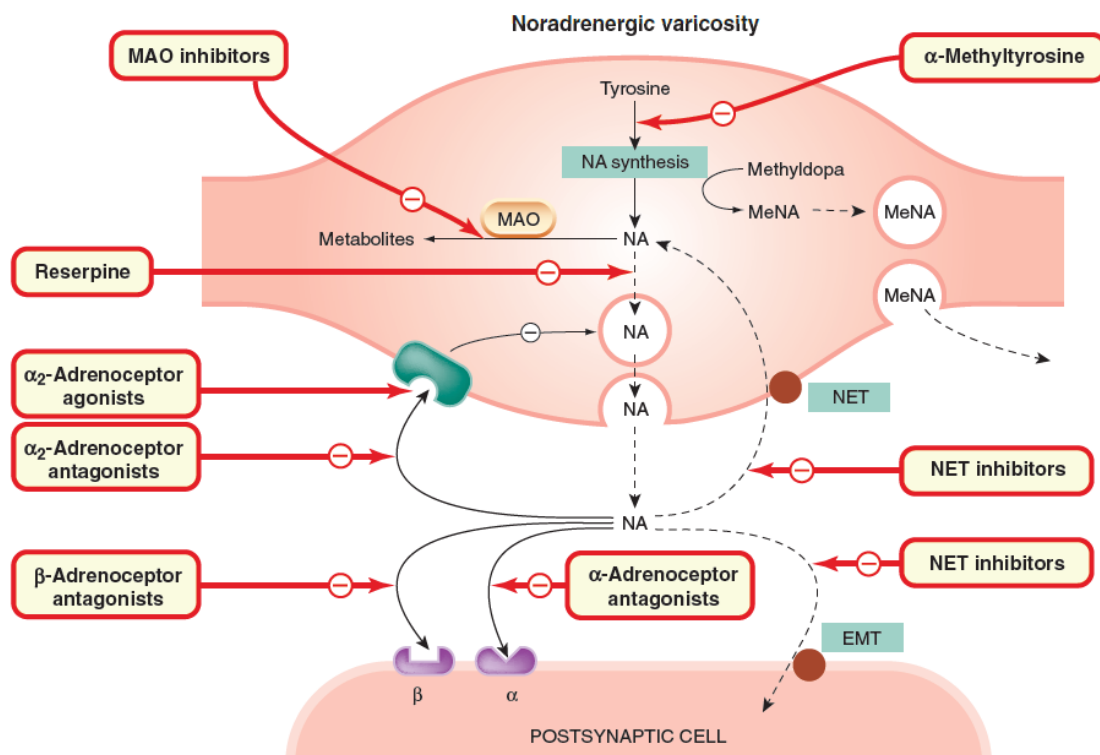 Noradrenergic varicosity
MAO inhibitors
α-Methyltyrosine
Tyrosine
NA synthesis
Methyldopa
MeNA
MeNA
MAO
Metabolites
NA
Reserpine
MeNA
NA
α2-Adrenoceptor
agonists
NA
NET
α2-Adrenoceptor
antagonists
NET inhibitors
NA
β-Adrenoceptor
antagonists
α-Adrenoceptor
antagonists
NET inhibitors
EMT
β
α
POSTSYNAPTIC CELL